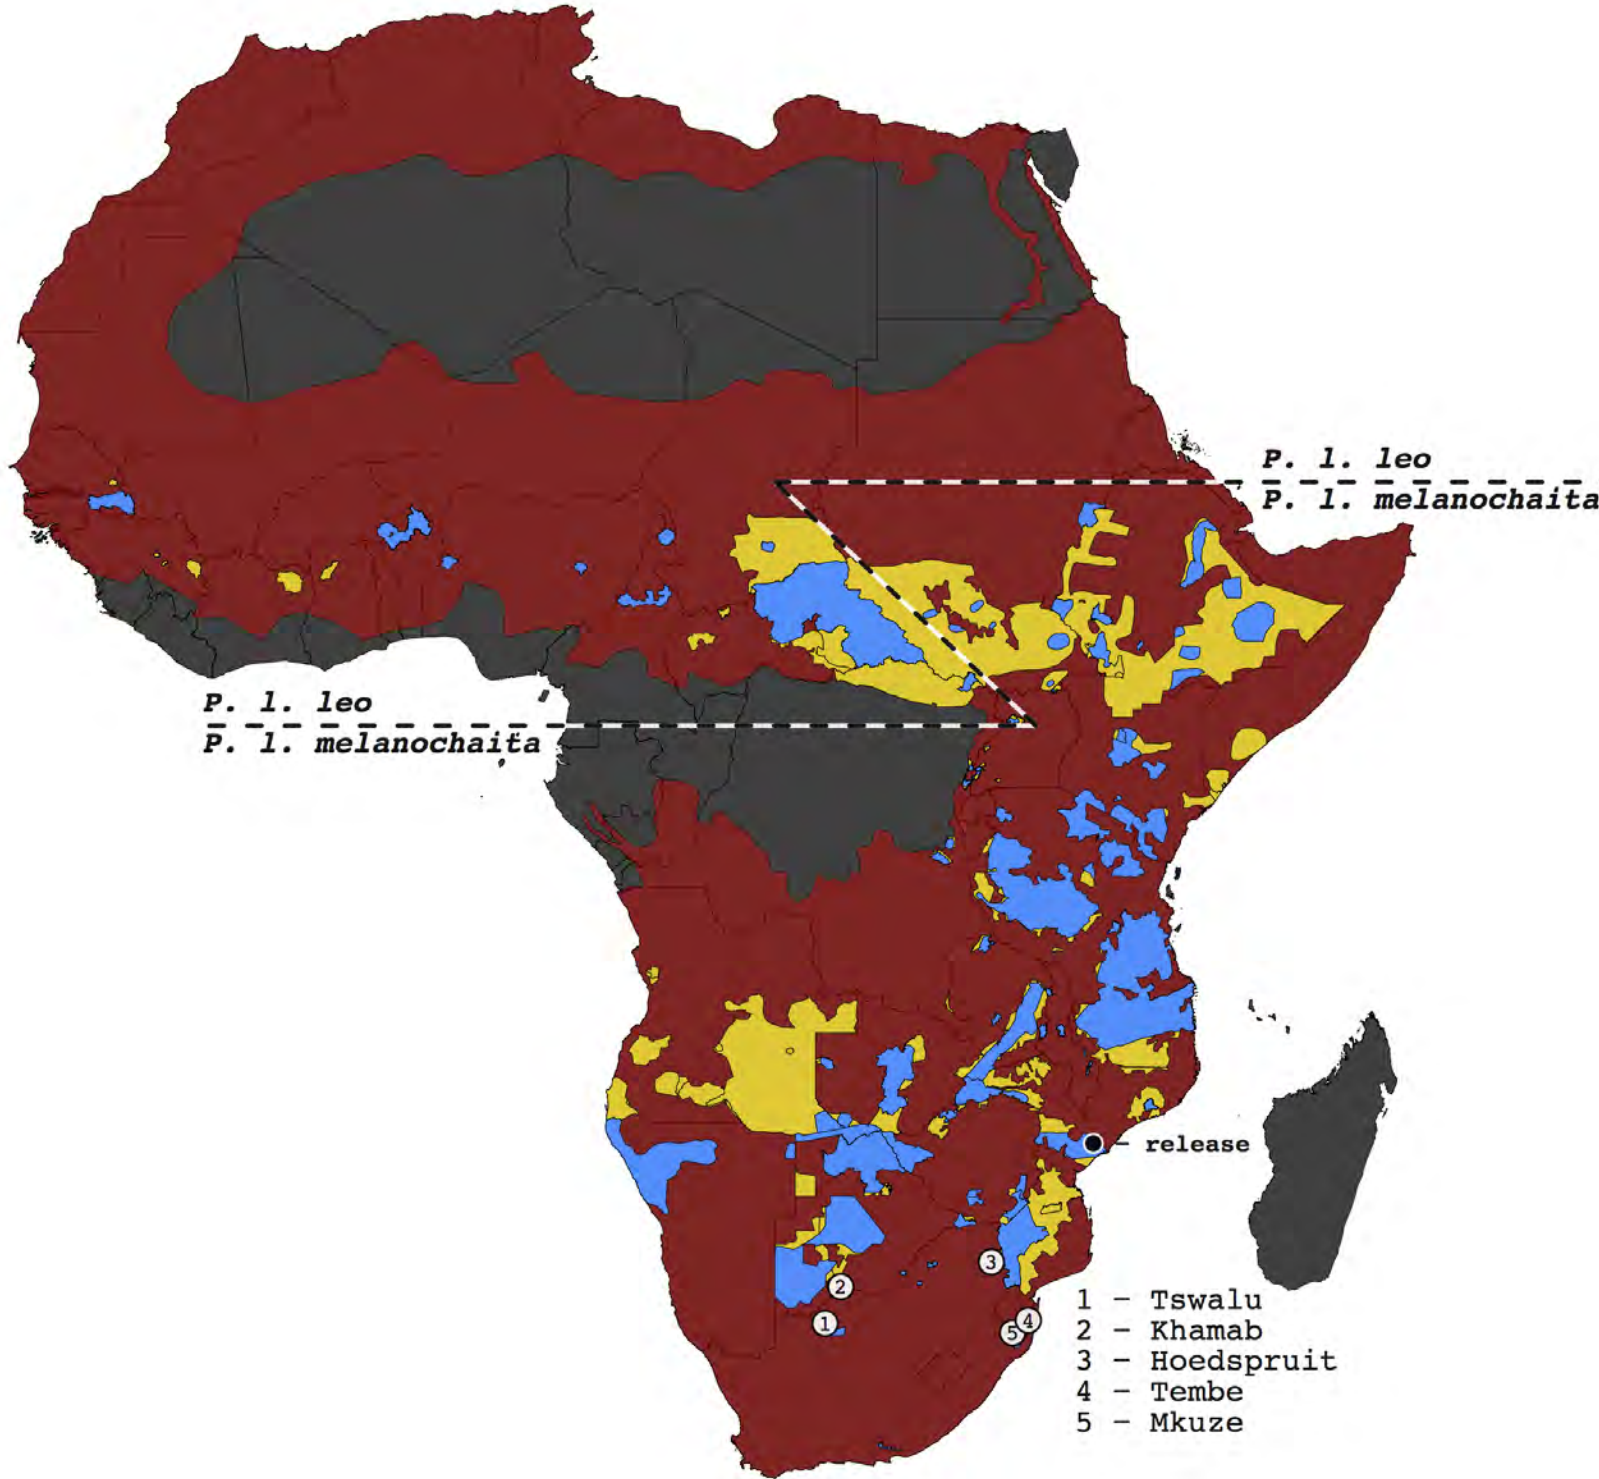 P. l. leo
P. l. melanochaita
P. l. leo
P. l. melanochaita
release
3
2
1
4
5
1 – Tswalu
2 – Khamab
3 – Hoedspruit
4 – Tembe
5 – Mkuze